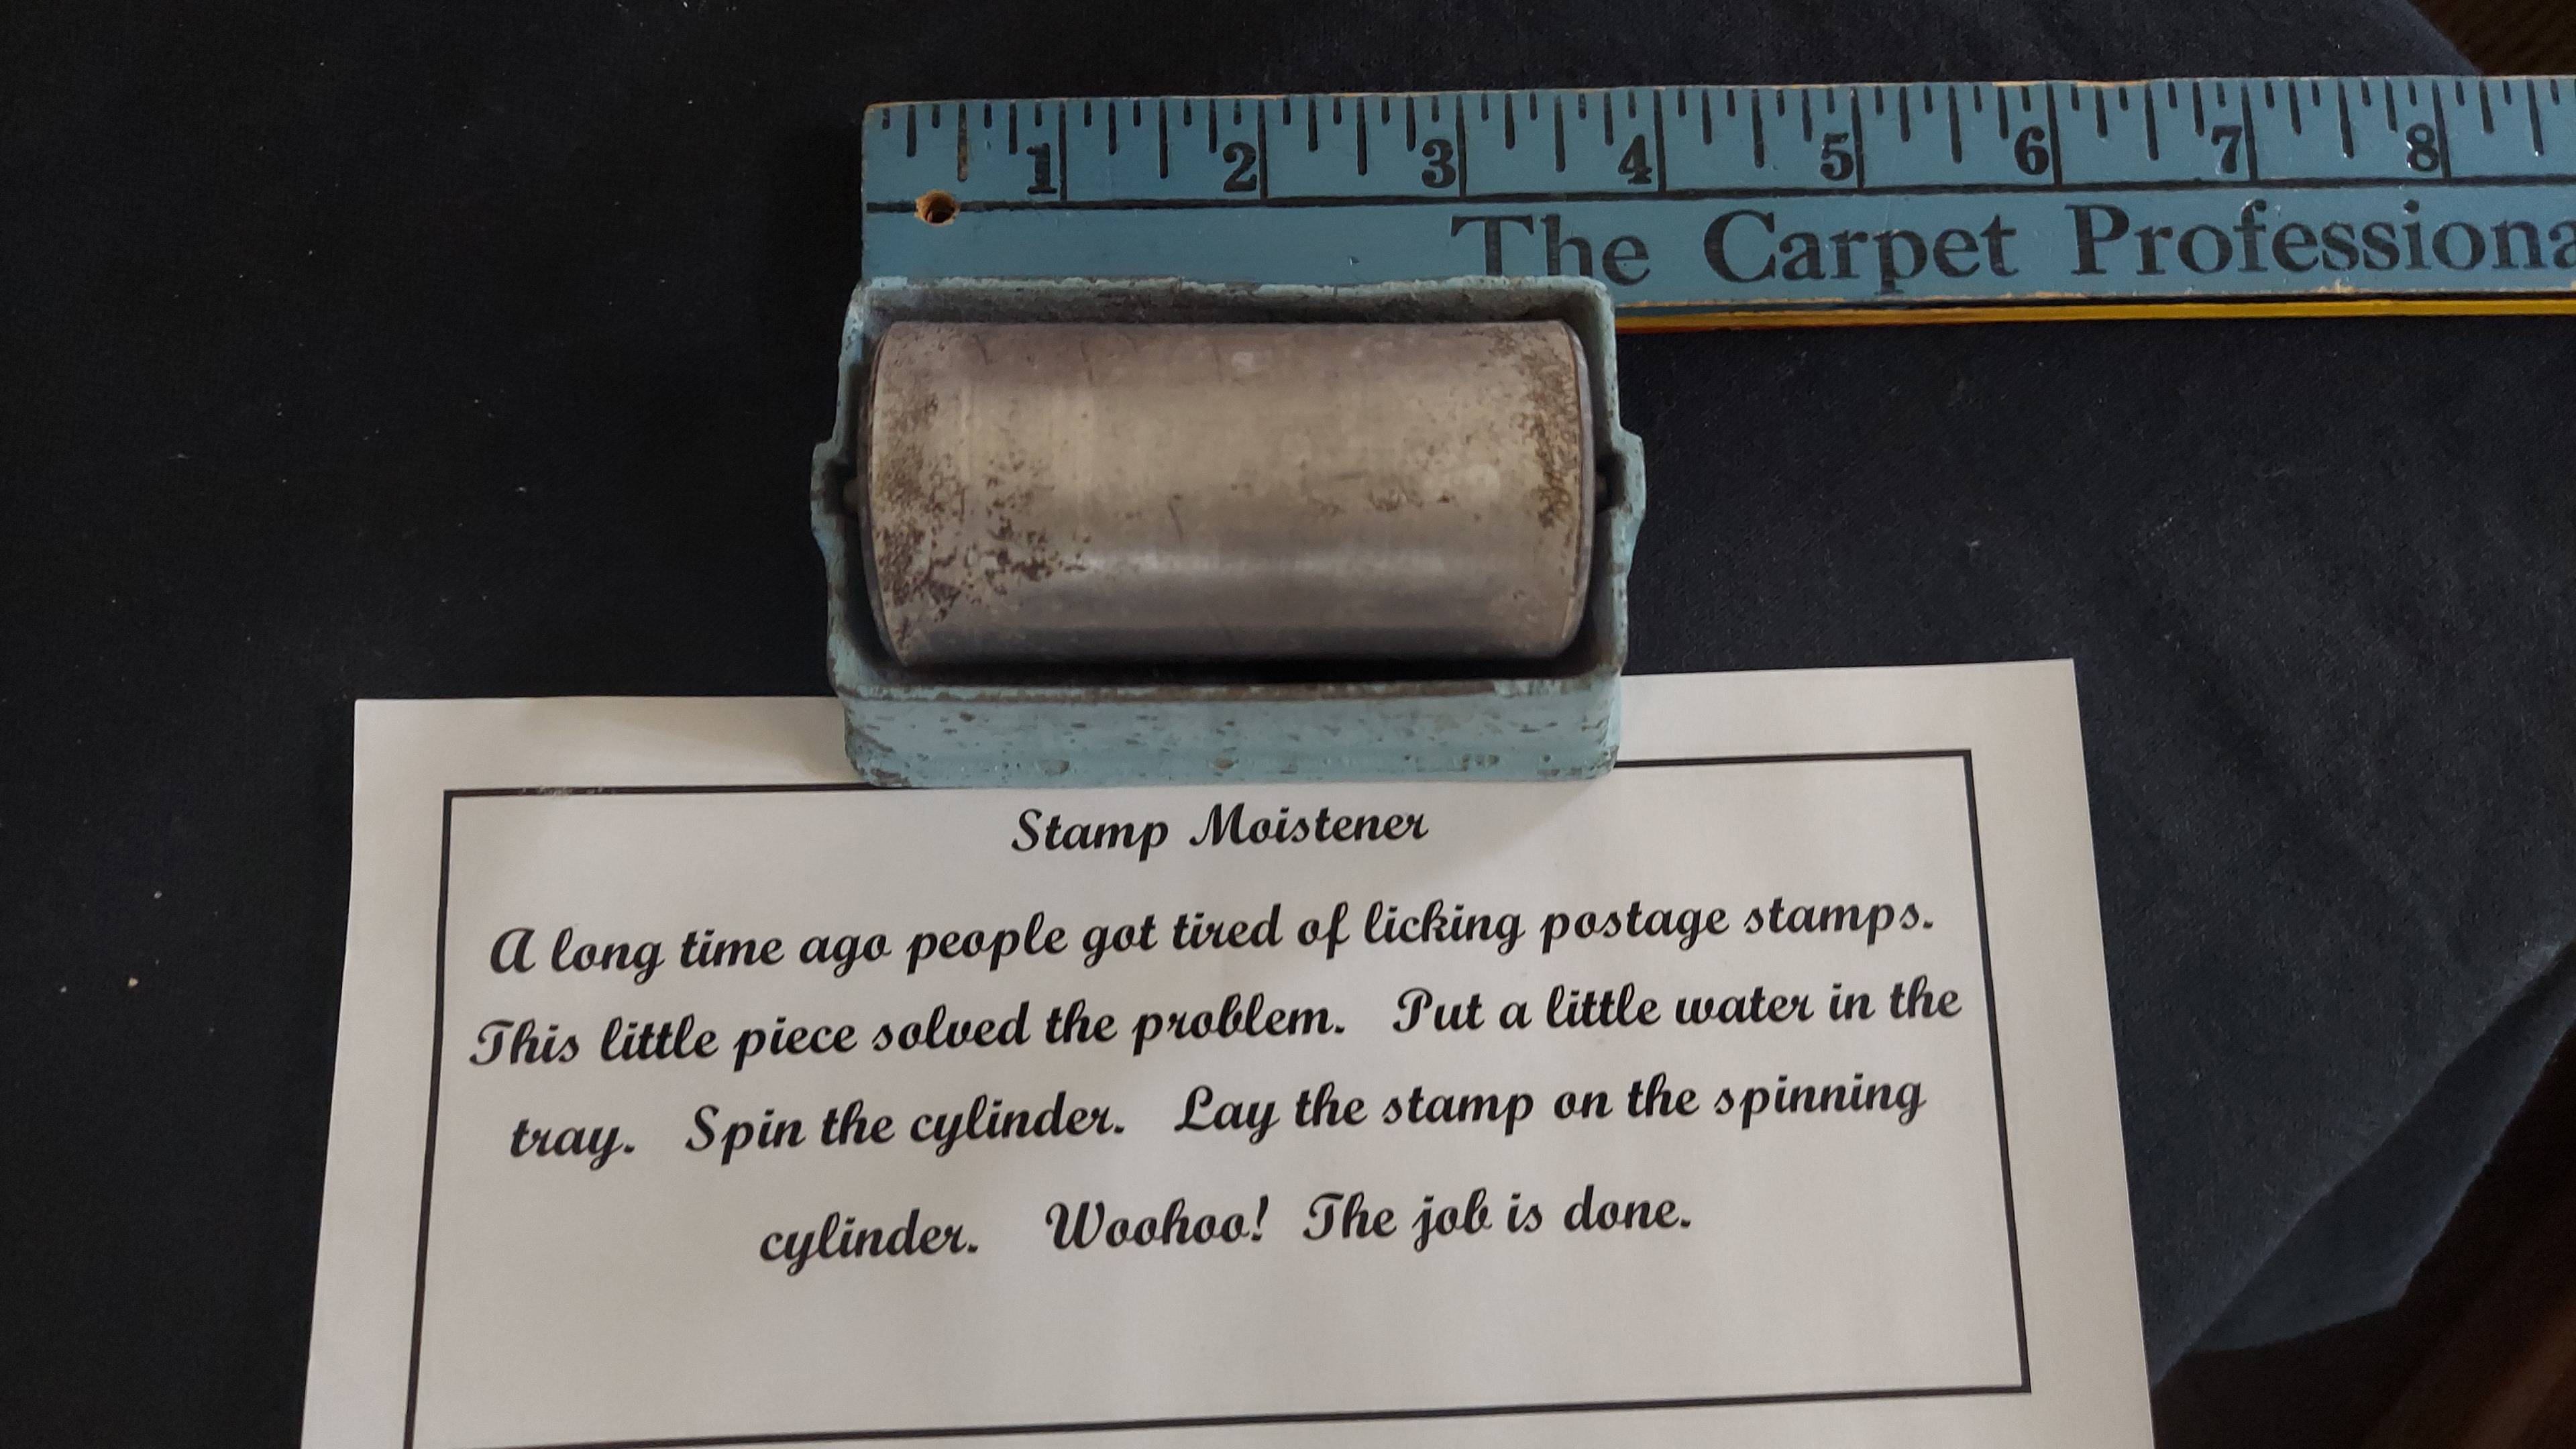 1 2 3 4 5 6 7 8
The Carpet Professiona
Stamp Moistener
A long time ago people got tired of licking postage stamps.
This little piece solved the problem. Put a little water in the
tray. Spin the cylinder. Lay the stamp on the spinning
cylinder. Woohoo! The job is done.